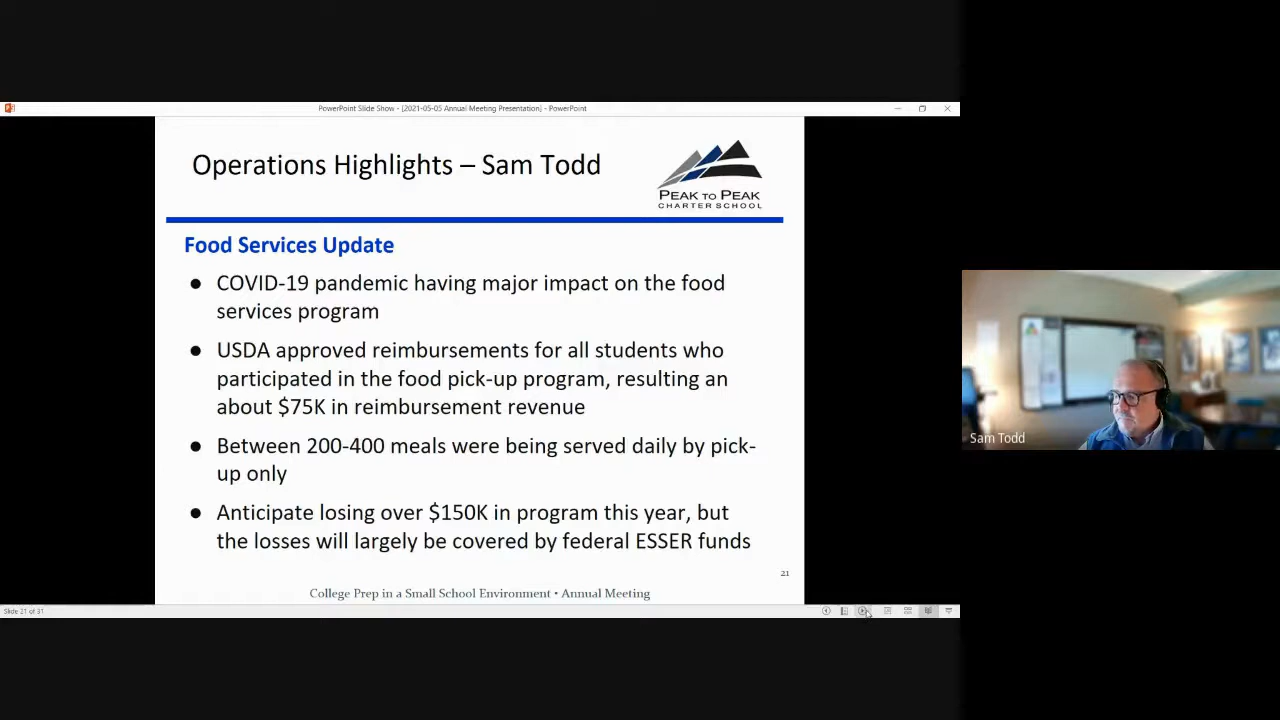 PowerPoint Slide Show - [2021-05-05 Annual Meeting Presentation] - PowerPoint
Operations Highlights – Sam Todd
PEAK TO PEAK
CHARTER SCHOOL
Food Services Update
● COVID-19 pandemic having major impact on the food
services program
● USDA approved reimbursements for all students who
participated in the food pick-up program, resulting an
about $75K in reimbursement revenue
● Between 200-400 meals were being served daily by pick-
up only
● Anticipate losing over $150K in program this year, but
the losses will largely be covered by federal ESSER funds
21
College Prep in a Small School Environment • Annual Meeting
Slide 21 of 31
Sam Todd